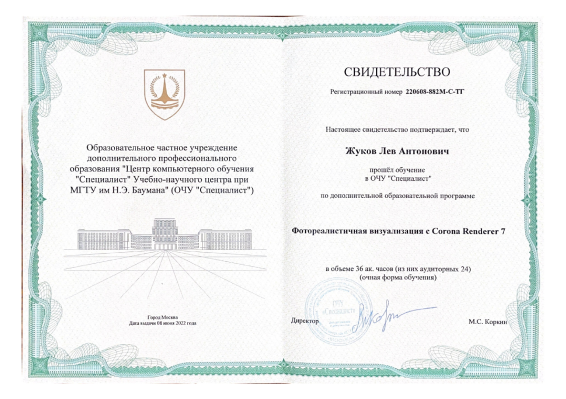 Образовательное частное учреждение
дополнительного профессионального
образования "Центр компьютерного обучения
"Специалист" Учебно-научного центра при
МГТУ им Н.Э. Баумана" (ОЧУ "Специалист")
Город Москва
Дата выдачи 08 июня 2022 года
СВИДЕТЕЛЬСТВО
Регистрационный номер 220608-882М-С-ТГ
Настоящее свидетельство подтверждает, что
Жуков Лев Антонович
прошёл обучение
в ОЧУ "Специалист"
по дополнительной образовательной программе
Фотореалистичная визуализация с Corona Renderer 7
в объеме 36 ак. часов (из них аудиторных 24)
(очная форма обучения)
Директор
М.С. Коркин